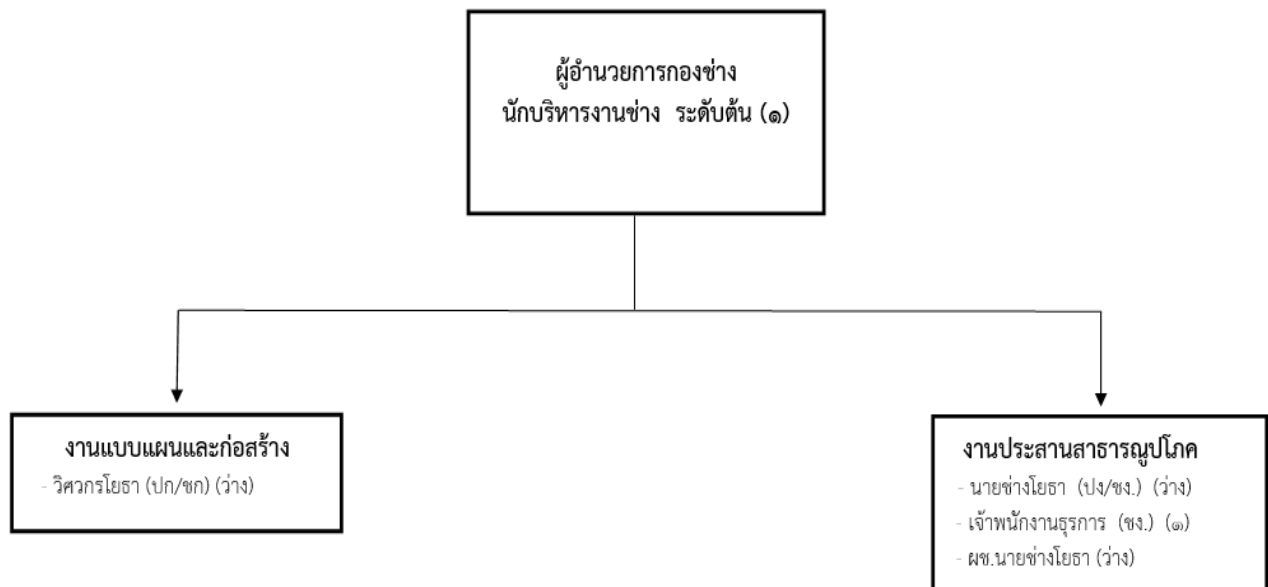 ผู้อำนวยการกองช่าง
นักบริหารงานช่าง ระดับต้น (๑)
งานแบบแผนและก่อสร้าง
- วิศวกรโยธา (ปก/ชก) (ว่าง)
งานประสานสาธารณูปโภค
- นายช่างโยธา (ปง/ชง.) (ว่าง)
- เจ้าพนักงานธุรการ (ชง.) (๑)
- ผช.นายช่างโยธา (ว่าง)